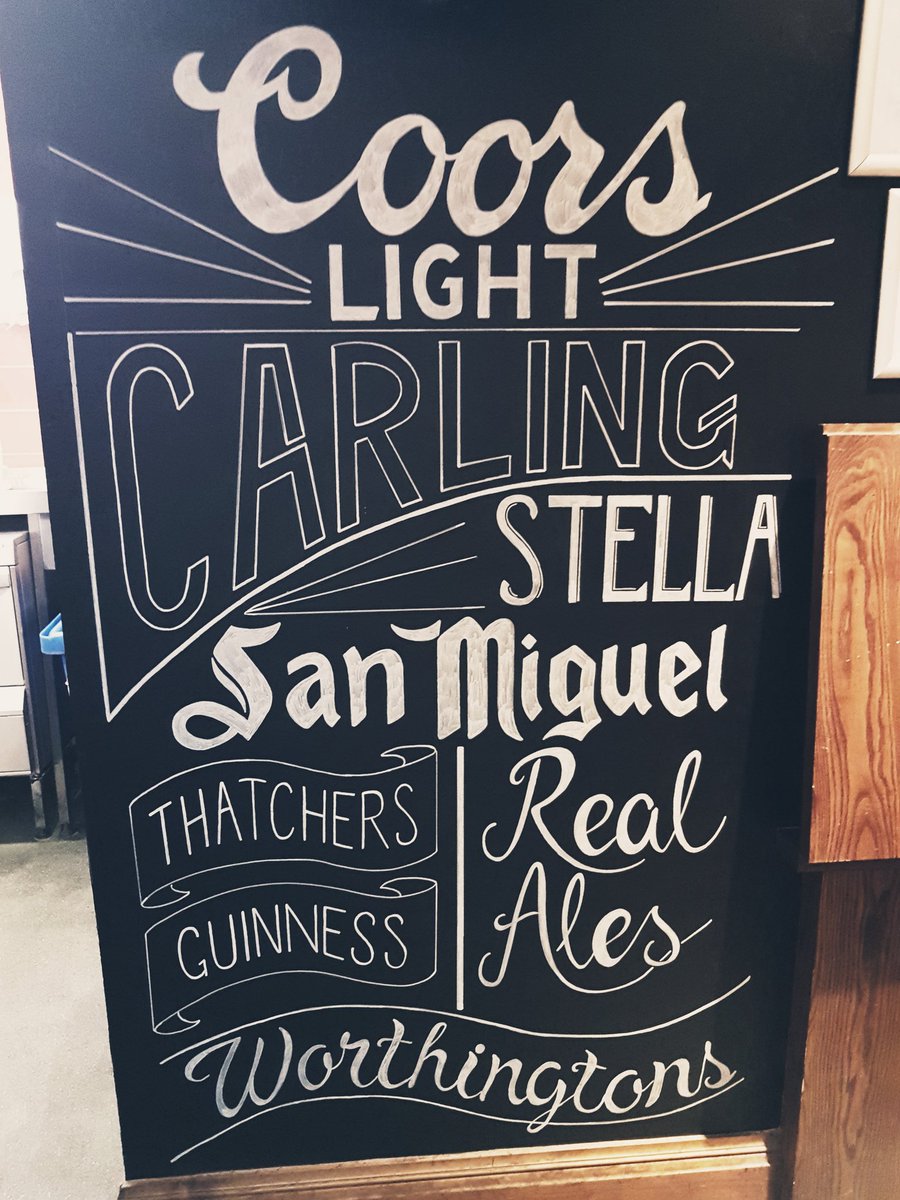 Coors
LIGHT
CARLING
STELLA
San Miguel
THATCHERS
GUINNESS
Real
Ales
Worthingtons